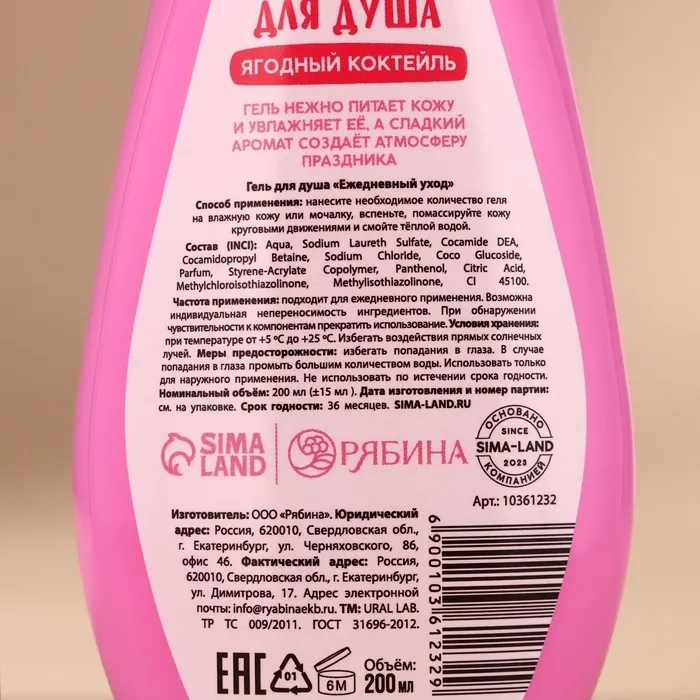 ДЛЯ ДУША
ЯГОДНЫЙ КОКТЕЙЛЬ
ГЕЛЬ НЕЖНО ПИТАЕТ КОЖУ
И УВЛАЖНЯЕТ ЕЁ, А СЛАДКИЙ
АРОМАТ СОЗДАЁТ АТМОСФЕРУ
ПРАЗДНИКА
Гель для душа «Ежедневный уход»
Способ применения: нанесите необходимое количество геля
на влажную кожу или мочалку, вспеньте, помассируйте кожу
круговыми движениями и смойте тёплой водой.
Состав (INCI): Aqua, Sodium Laureth Sulfate, Cocamide DEA,
Cocamidopropyl Betaine, Sodium Chloride, Coco Glucoside,
Parfum, Styrene-Acrylate Copolymer, Panthenol, Citric Acid,
Methylchloroisothiazolinone, Methylisothiazolinone, CI 45100.
Частота применения: подходит для ежедневного применения. Возможна
индивидуальная непереносимость ингредиентов. При обнаружении
чувствительности к компонентам прекратить использование. Условия хранения:
при температуре от +5 °C до +25 °C. Избегать воздействия прямых солнечных
лучей. Меры предосторожности: избегать попадания в глаза. В случае
попадания в глаза промыть большим количеством воды. Использовать только
для наружного применения. Не использовать по истечении срока годности.
Номинальный объём: 200 мл (±15 мл). Дата изготовления и номер партии:
см. на упаковке. Срок годности: 36 месяцев. SIMA-LAND.RU
SIMA
LAND
РЯБИНА
ОСНОВАНО
SINCE
SIMA-LAND
2023
КОМПАНИЕЙ
Арт.: 10361232
Изготовитель: ООО «Рябина». Юридический
адрес: Россия, 620010, Свердловская обл.,
г. Екатеринбург, ул. Черняховского, 86,
офис 46. Фактический адрес: Россия,
620010, Свердловская обл., г. Екатеринбург,
ул. Димитрова, 17. Адрес электронной
почты: info@ryabinaekb.ru. ТМ: URAL LAB.
ТР ТС 009/2011. ГОСТ 31696-2012.
6900103612329
EAC
01
6M
Объём:
200 мл